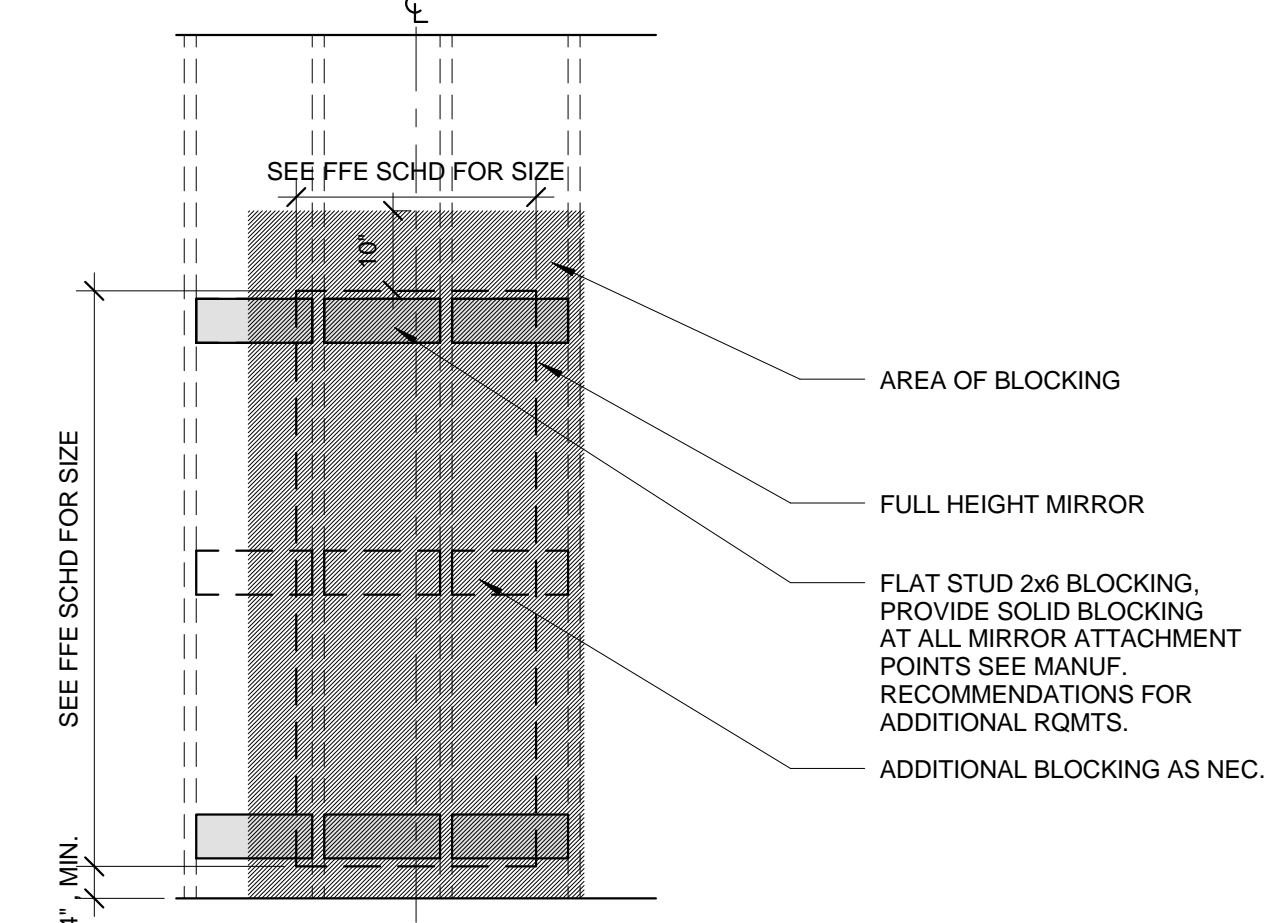 ℄
SEE FFE SCHD FOR SIZE
10"
AREA OF BLOCKING
SEE FFE SCHD FOR SIZE
FULL HEIGHT MIRROR
FLAT STUD 2x6 BLOCKING,
PROVIDE SOLID BLOCKING
AT ALL MIRROR ATTACHMENT
POINTS SEE MANUF.
RECOMMENDATIONS FOR
ADDITIONAL RQMTS.
ADDITIONAL BLOCKING AS NEC.
4" , MIN.